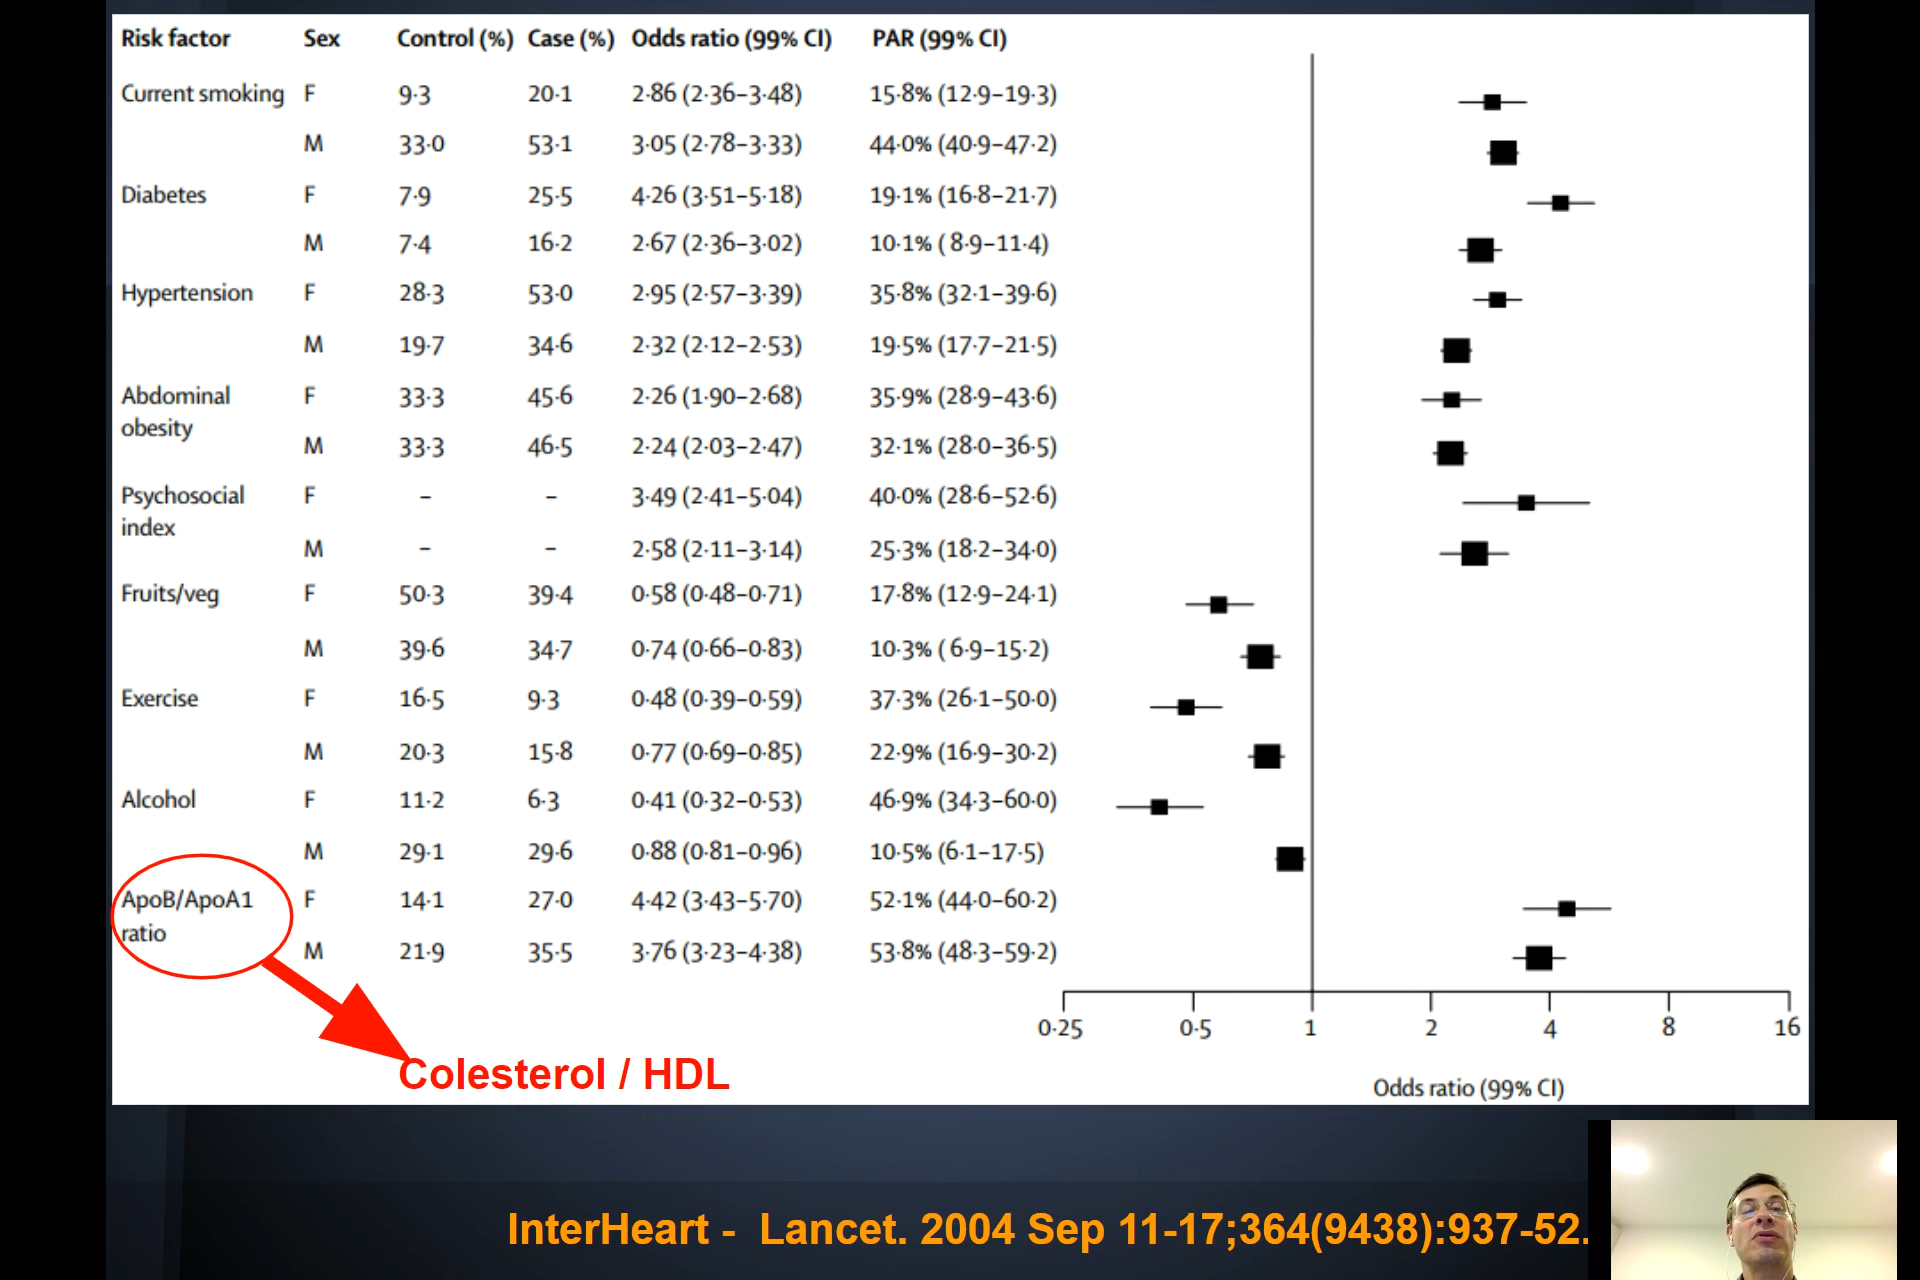 Risk factor Sex Control (%) Case (%) Odds ratio (99% CI) PAR (99% CI)
Current smoking F 9·3 20·1 2·86 (2·36–3·48) 15·8% (12·9–19·3)
M 33·0 53·1 3·05 (2·78–3·33) 44·0% (40·9–47·2)
Diabetes F 7·9 25·5 4·26 (3·51–5·18) 19·1% (16·8–21·7)
M 7·4 16·2 2·67 (2·36–3·02) 10·1% ( 8·9–11·4)
Hypertension F 28·3 53·0 2·95 (2·57–3·39) 35·8% (32·1–39·6)
M 19·7 34·6 2·32 (2·12–2·53) 19·5% (17·7–21·5)
Abdominal F 33·3 45·6 2·26 (1·90–2·68) 35·9% (28·9–43·6)
obesity
M 33·3 46·5 2·24 (2·03–2·47) 32·1% (28·0–36·5)
Psychosocial F – – 3·49 (2·41–5·04) 40·0% (28·6–52·6)
index
M – – 2·58 (2·11–3·14) 25·3% (18·2–34·0)
Fruits/veg F 50·3 39·4 0·58 (0·48–0·71) 17·8% (12·9–24·1)
M 39·6 34·7 0·74 (0·66–0·83) 10·3% ( 6·9–15·2)
Exercise F 16·5 9·3 0·48 (0·39–0·59) 37·3% (26·1–50·0)
M 20·3 15·8 0·77 (0·69–0·85) 22·9% (16·9–30·2)
Alcohol F 11·2 6·3 0·41 (0·32–0·53) 46·9% (34·3–60·0)
M 29·1 29·6 0·88 (0·81–0·96) 10·5% (6·1–17·5)
ApoB/ApoA1 F 14·1 27·0 4·42 (3·43–5·70) 52·1% (44·0–60·2)
ratio
M 21·9 35·5 3·76 (3·23–4·38) 53·8% (48·3–59·2)
0·25 0·5 1 2 4 8 16
Colesterol / HDL
Odds ratio (99% CI)
InterHeart - Lancet. 2004 Sep 11-17;364(9438):937-52.